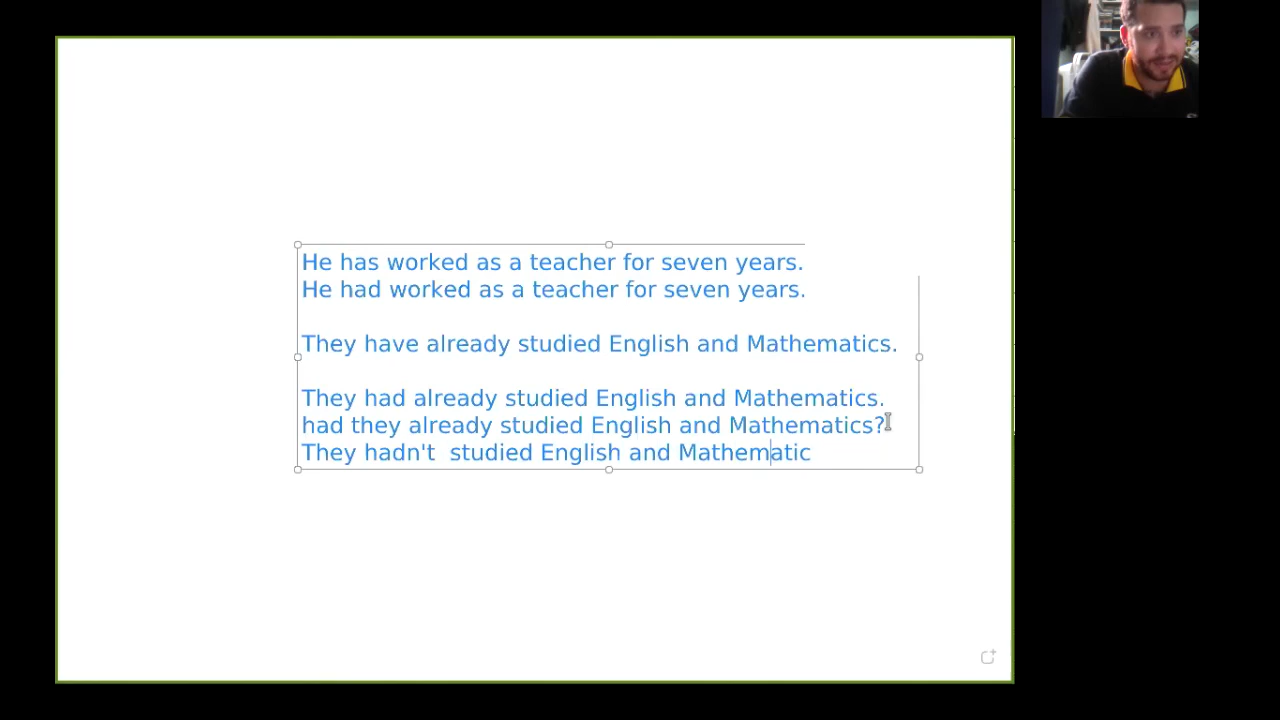 He has worked as a teacher for seven years.
He had worked as a teacher for seven years.
They have already studied English and Mathematics.
They had already studied English and Mathematics.
had they already studied English and Mathematics?
They hadn't  studied English and Mathematic